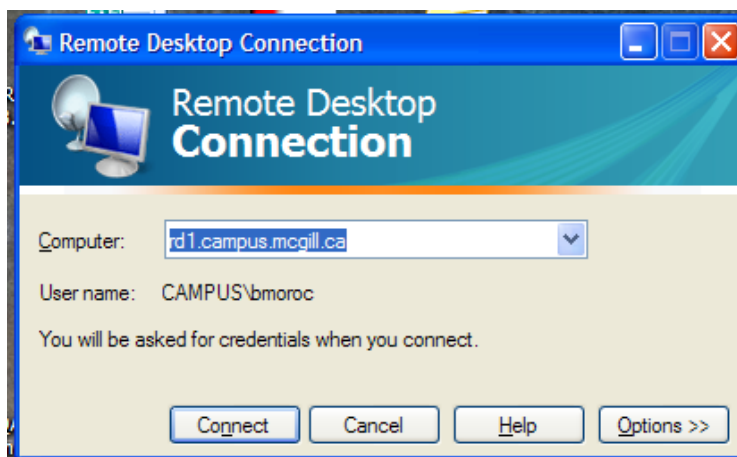 Remote Desktop Connection
Remote Desktop
Connection
Computer: rd1.campus.mcgill.ca
User name: CAMPUS\bmoroc
You will be asked for credentials when you connect.
Connect Cancel Help Options >>